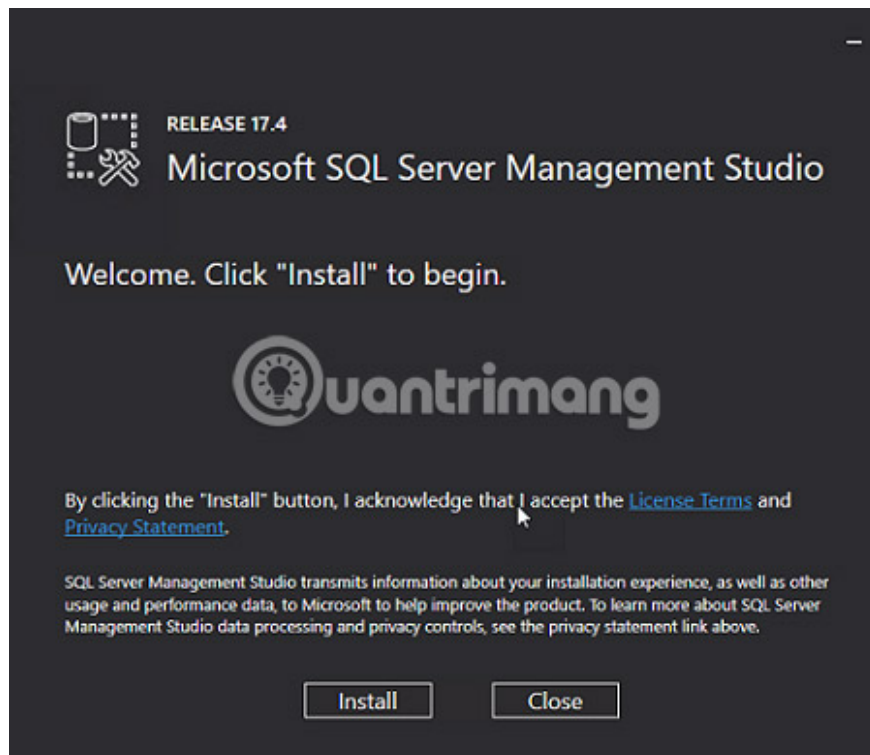 RELEASE 17.4
Microsoft SQL Server Management Studio
Welcome. Click "Install" to begin.
Quantrimang
By clicking the "Install" button, I acknowledge that I accept the License Terms and
Privacy Statement.
SQL Server Management Studio transmits information about your installation experience, as well as other
usage and performance data, to Microsoft to help improve the product. To learn more about SQL Server
Management Studio data processing and privacy controls, see the privacy statement link above.
Install Close